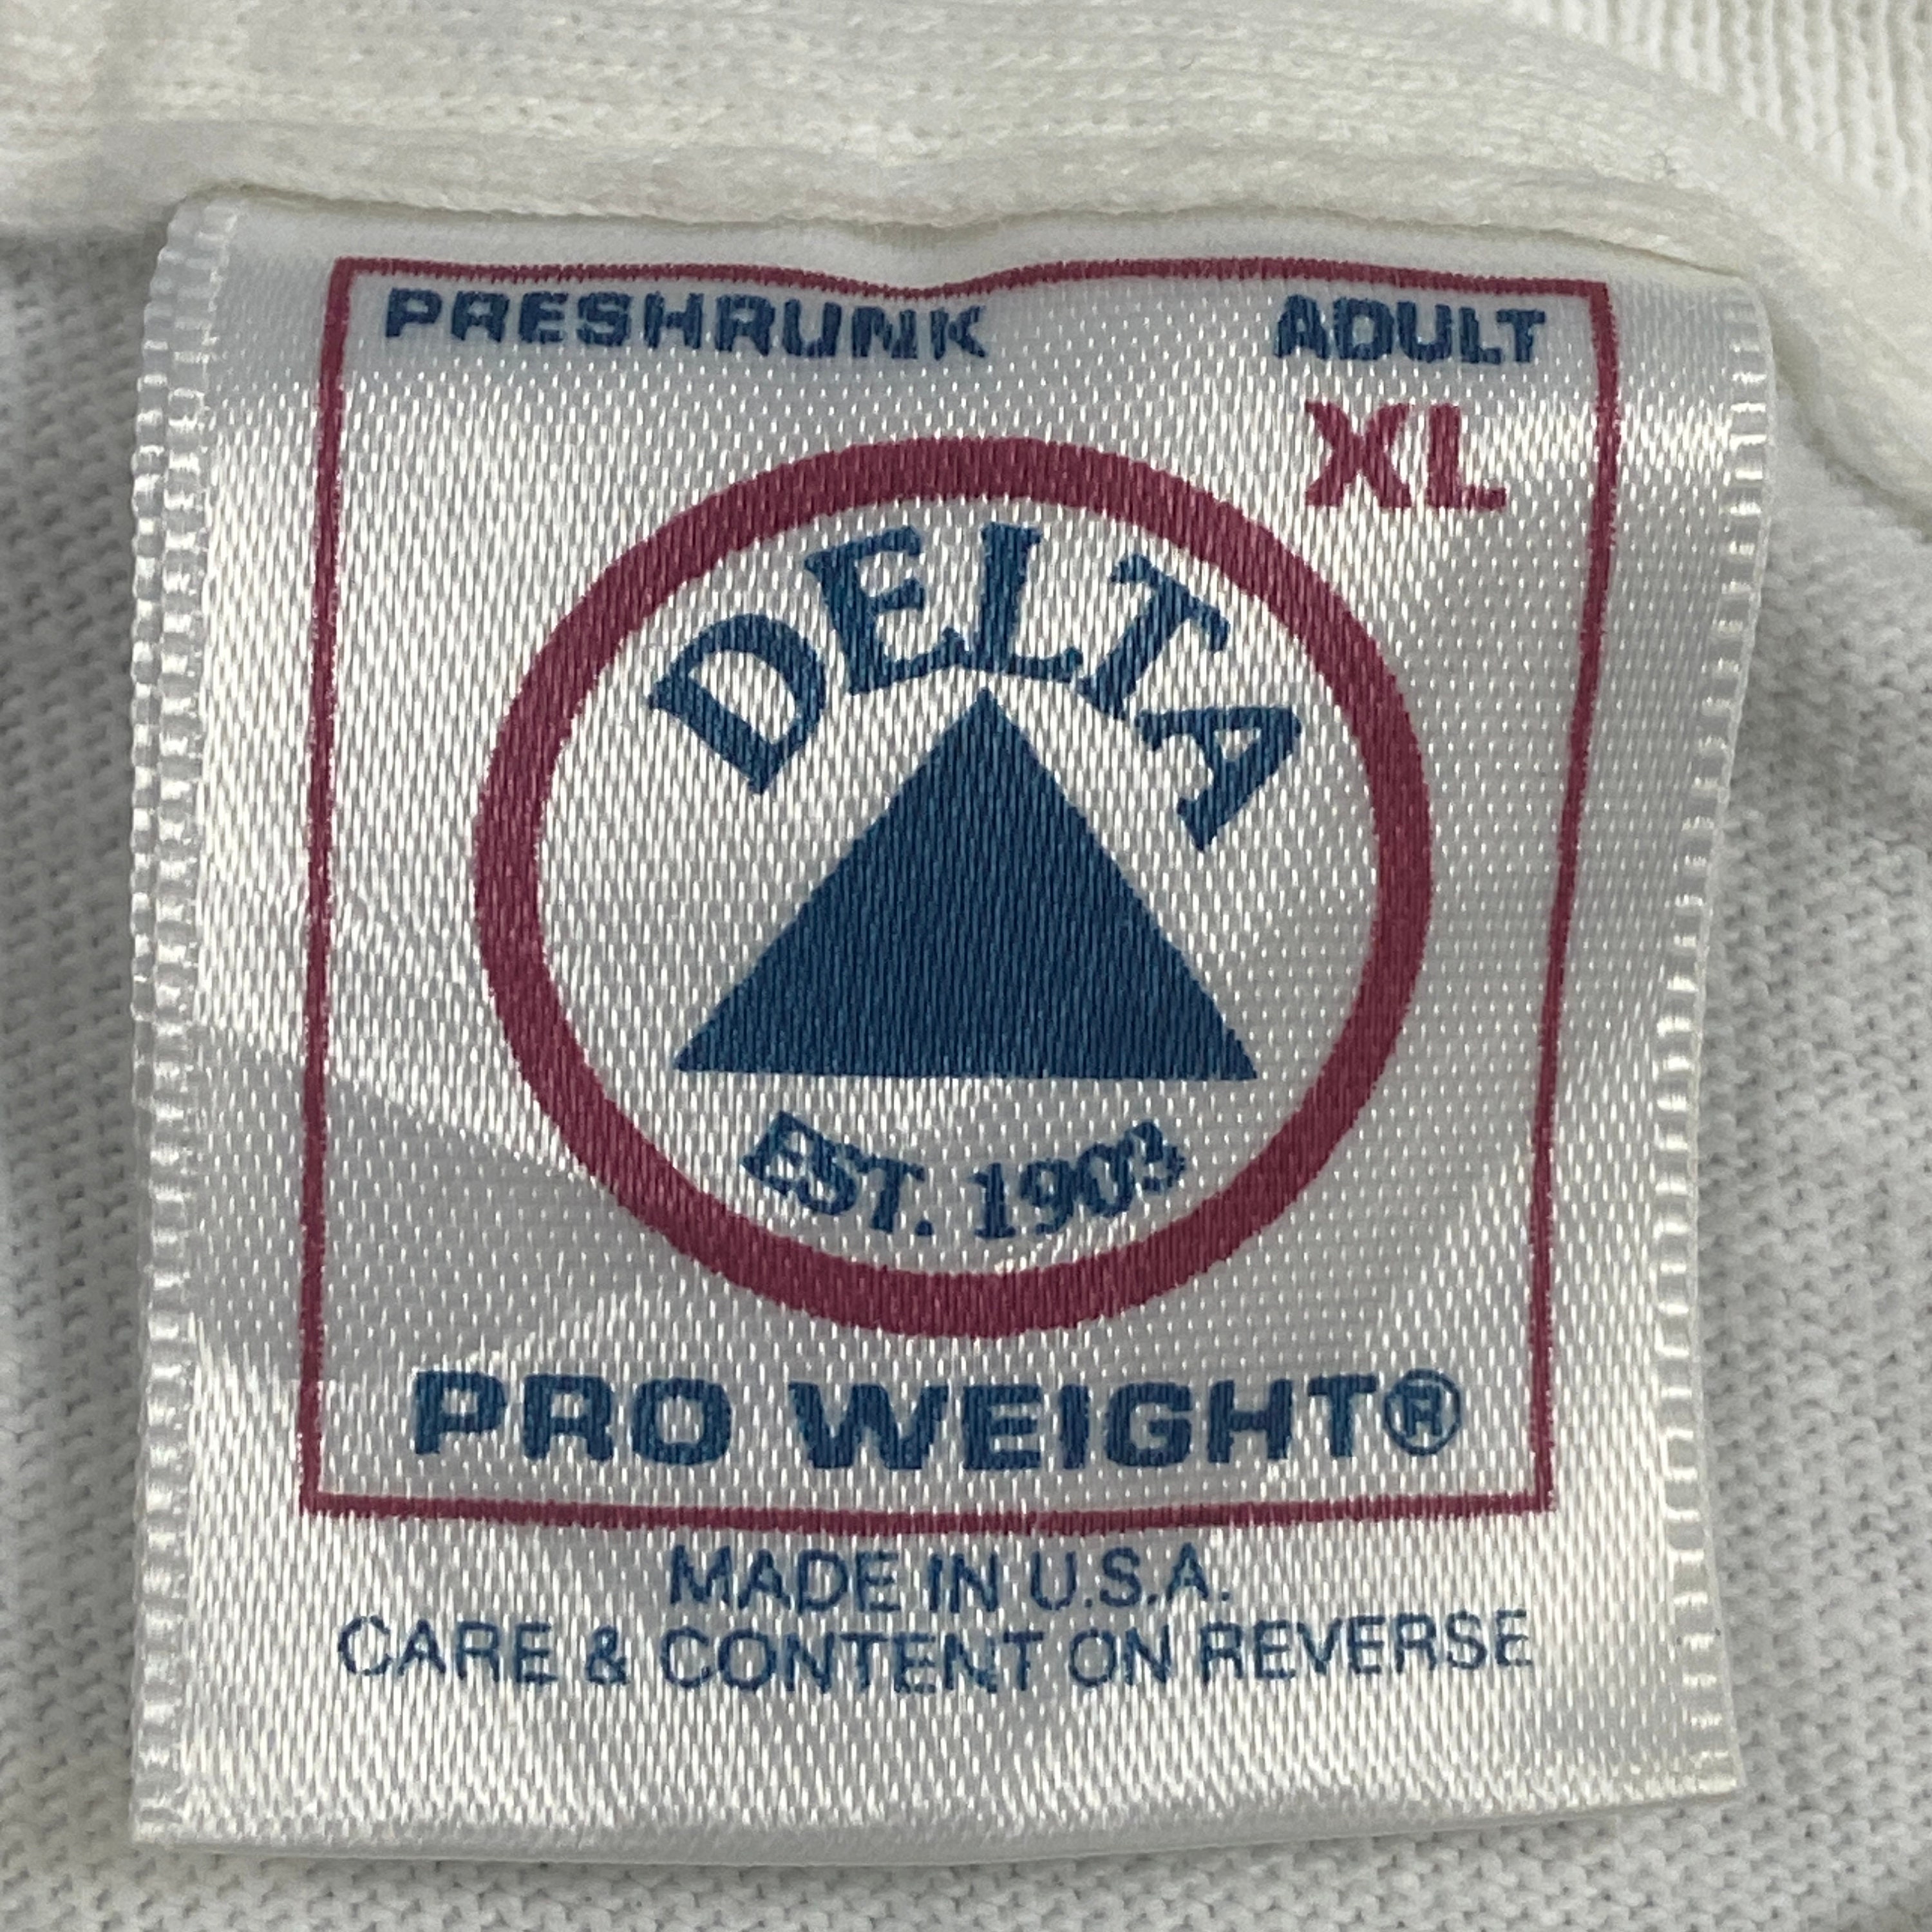 PRESHRUNK ADULT
XL
DELTA
EST. 1903
PRO WEIGHT®
MADE IN U.S.A.
CARE & CONTENT ON REVERSE